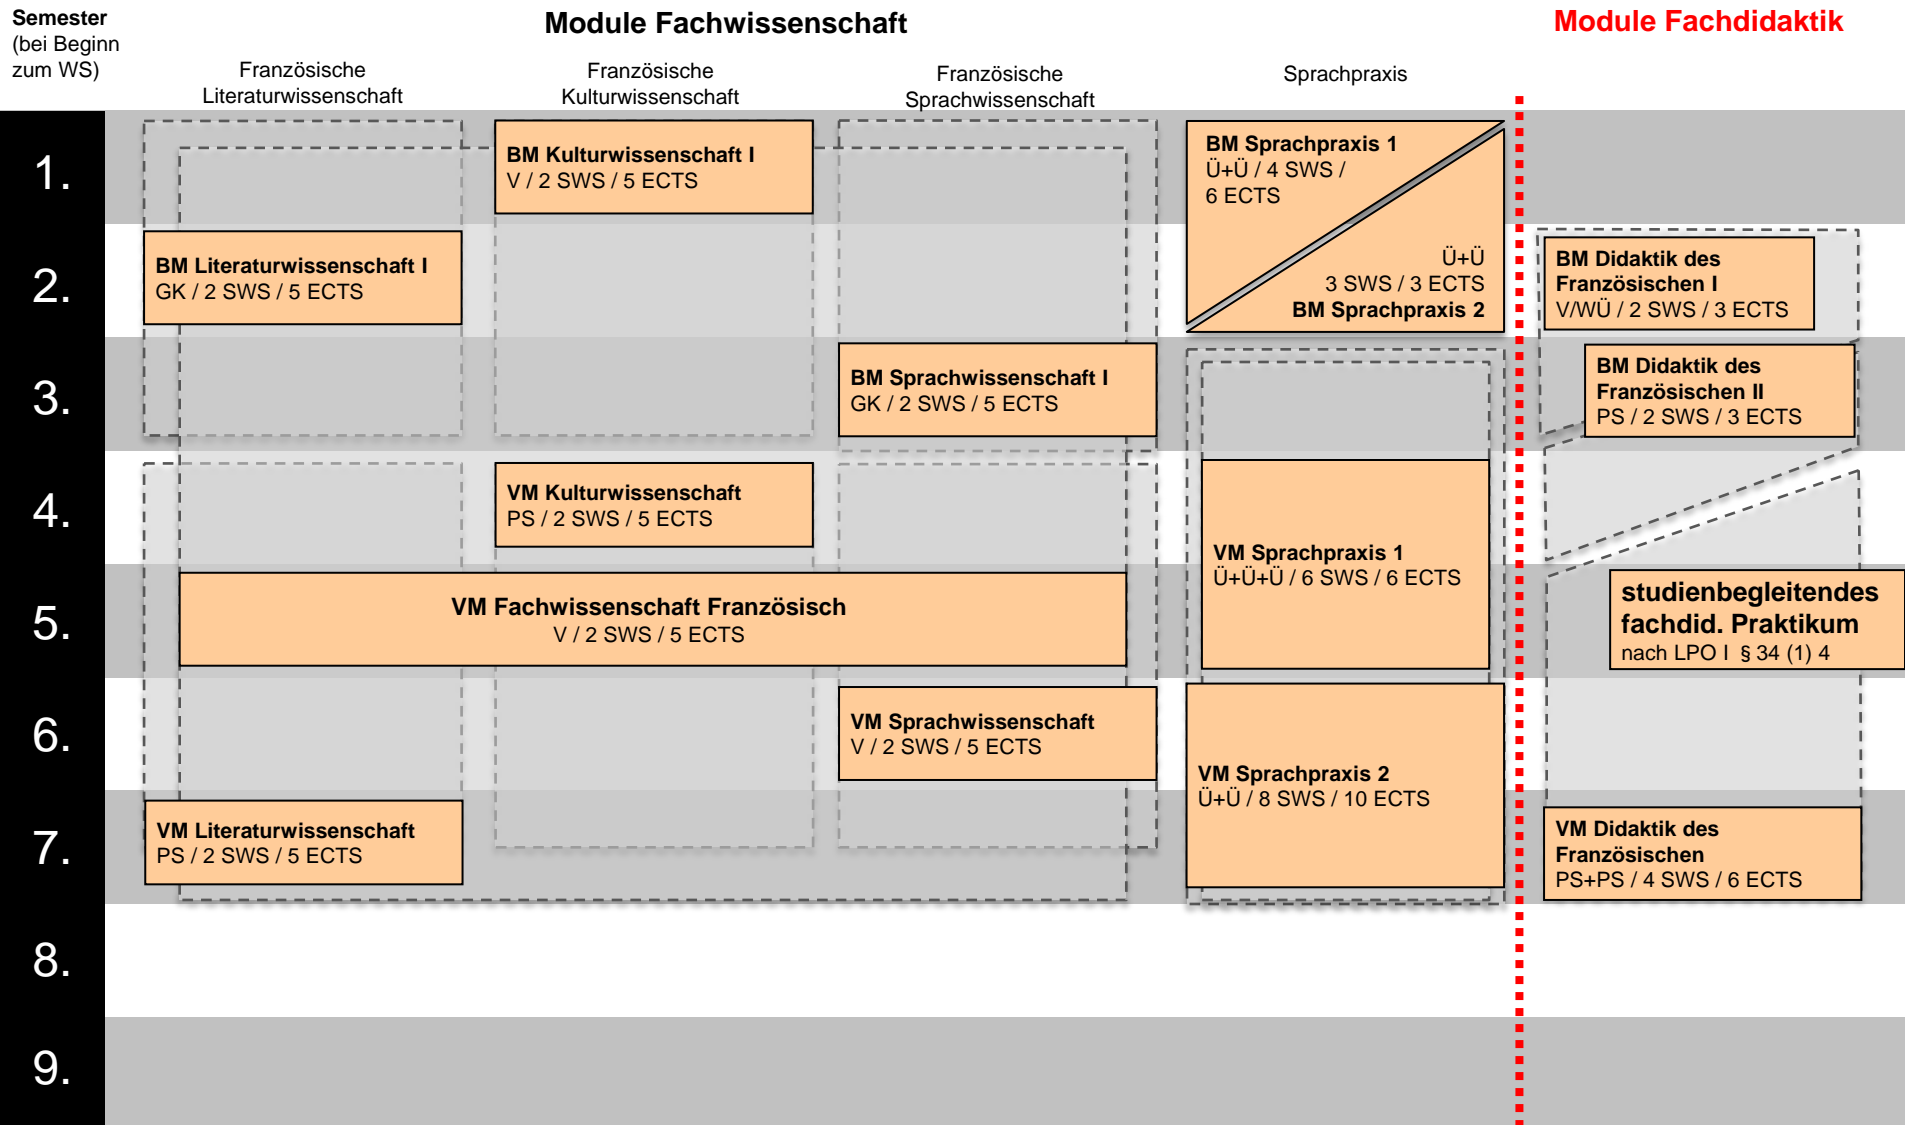 Semester
(bei Beginn
zum WS)
Module Fachwissenschaft
Module Fachdidaktik
Französische
Literaturwissenschaft
Französische
Kulturwissenschaft
Französische
Sprachwissenschaft
Sprachpraxis
1.
BM Kulturwissenschaft I
V / 2 SWS / 5 ECTS
BM Sprachpraxis 1
Ü+Ü / 4 SWS /
6 ECTS
2.
BM Literaturwissenschaft I
GK / 2 SWS / 5 ECTS
Ü+Ü
3 SWS / 3 ECTS
BM Sprachpraxis 2
BM Didaktik des
Französischen I
V/WÜ / 2 SWS / 3 ECTS
3.
BM Sprachwissenschaft I
GK / 2 SWS / 5 ECTS
BM Didaktik des
Französischen II
PS / 2 SWS / 3 ECTS
4.
VM Kulturwissenschaft
PS / 2 SWS / 5 ECTS
VM Sprachpraxis 1
Ü+Ü+Ü / 6 SWS / 6 ECTS
5.
VM Fachwissenschaft Französisch
V / 2 SWS / 5 ECTS
studienbegleitendes
fachdid. Praktikum
nach LPO I § 34 (1) 4
6.
VM Sprachwissenschaft
V / 2 SWS / 5 ECTS
VM Sprachpraxis 2
Ü+Ü / 8 SWS / 10 ECTS
7.
VM Literaturwissenschaft
PS / 2 SWS / 5 ECTS
VM Didaktik des
Französischen
PS+PS / 4 SWS / 6 ECTS
8.
9.